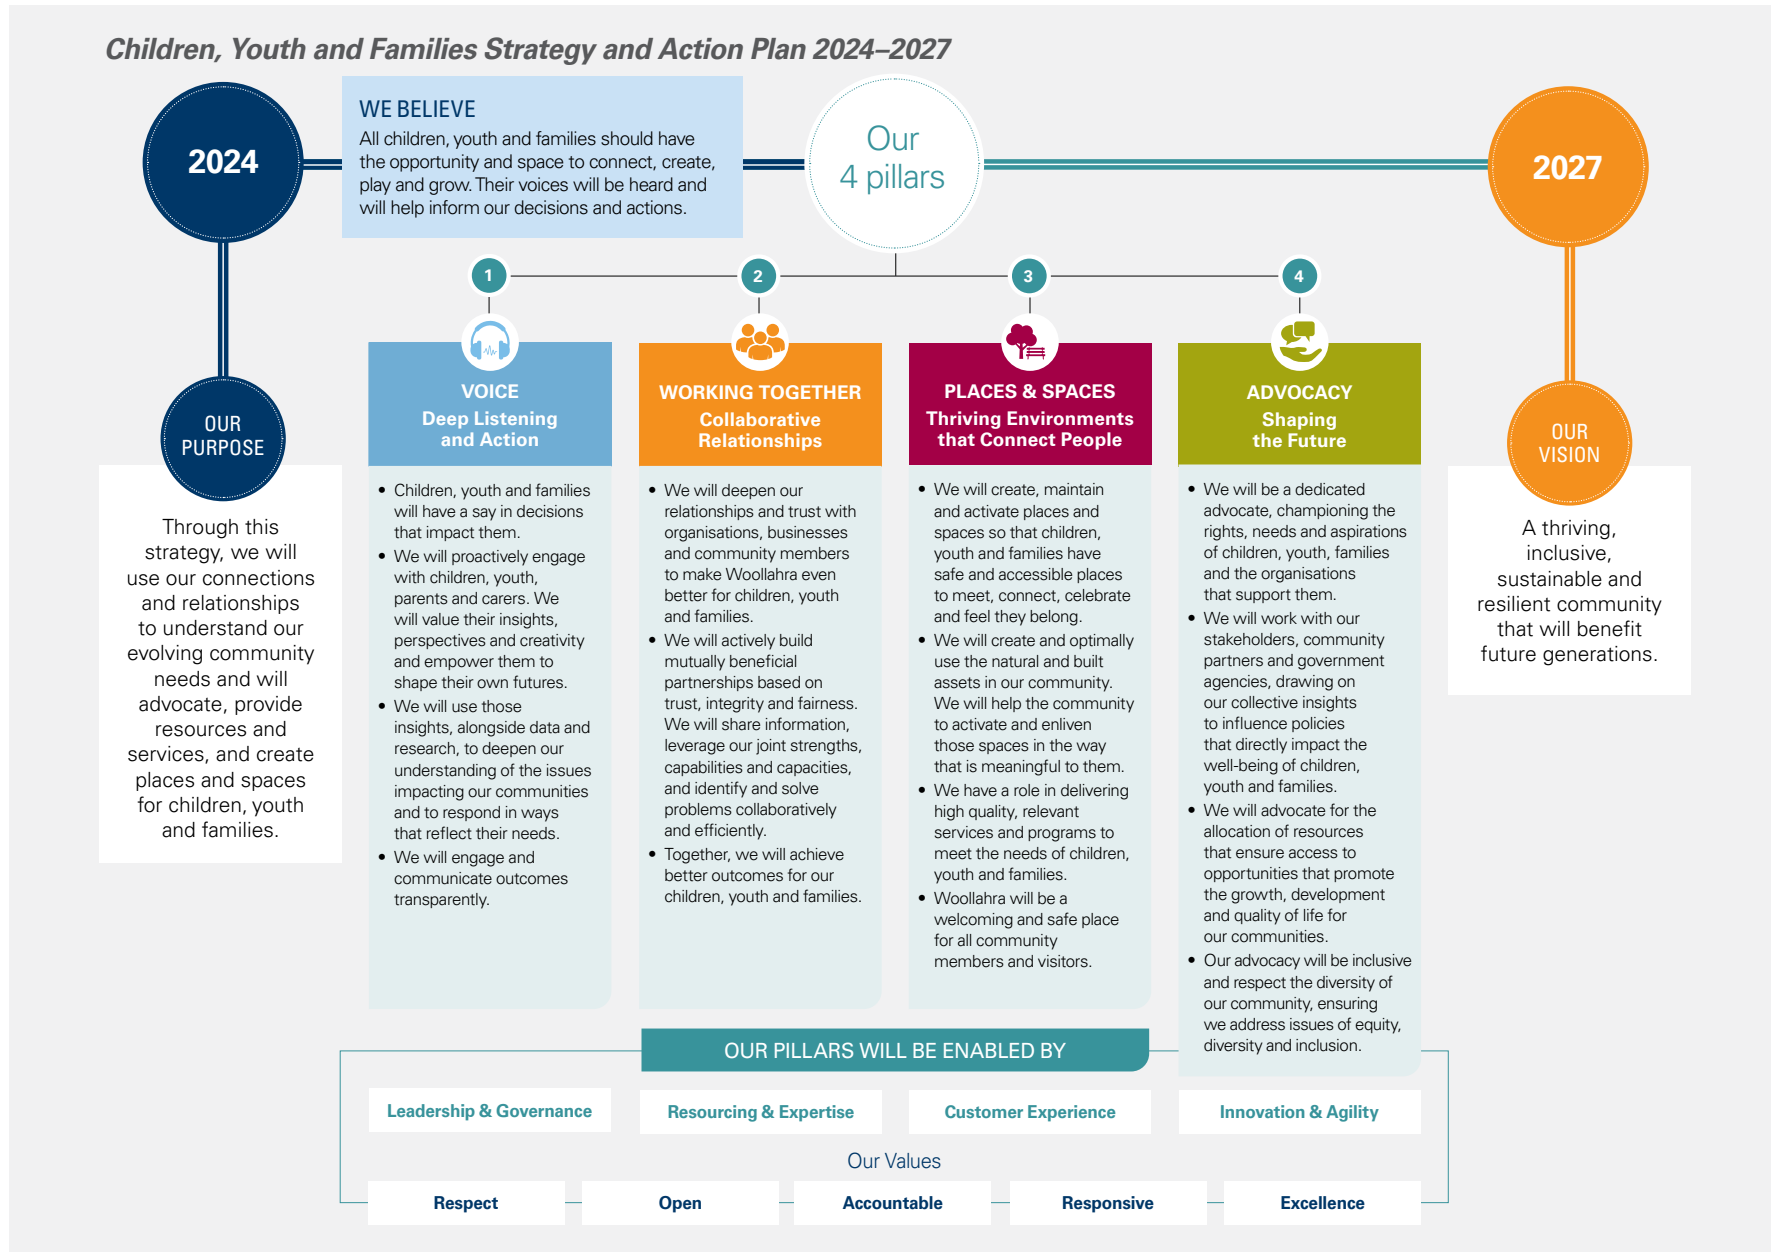 Children, Youth and Families Strategy and Action Plan 2024–2027
2024
WE BELIEVE
All children, youth and families should have
the opportunity and space to connect, create,
play and grow. Their voices will be heard and
will help inform our decisions and actions.
Our
4 pillars
2027
OUR
PURPOSE
Through this
strategy, we will
use our connections
and relationships
to understand our
evolving community
needs and will
advocate, provide
resources and
services, and create
places and spaces
for children, youth
and families.
1
VOICE
Deep Listening
and Action
• Children, youth and families
will have a say in decisions
that impact them.
• We will proactively engage
with children, youth,
parents and carers. We
will value their insights,
perspectives and creativity
and empower them to
shape their own futures.
• We will use those
insights, alongside data and
research, to deepen our
understanding of the issues
impacting our communities
and to respond in ways
that reflect their needs.
• We will engage and
communicate outcomes
transparently.
2
WORKING TOGETHER
Collaborative
Relationships
• We will deepen our
relationships and trust with
organisations, businesses
and community members
to make Woollahra even
better for children, youth
and families.
• We will actively build
mutually beneficial
partnerships based on
trust, integrity and fairness.
We will share information,
leverage our joint strengths,
capabilities and capacities,
and identify and solve
problems collaboratively
and efficiently.
• Together, we will achieve
better outcomes for our
children, youth and families.
3
PLACES & SPACES
Thriving Environments
that Connect People
• We will create, maintain
and activate places and
spaces so that children,
youth and families have
safe and accessible places
to meet, connect, celebrate
and feel they belong.
• We will create and optimally
use the natural and built
assets in our community.
We will help the community
to activate and enliven
those spaces in the way
that is meaningful to them.
• We have a role in delivering
high quality, relevant
services and programs to
meet the needs of children,
youth and families.
• Woollahra will be a
welcoming and safe place
for all community
members and visitors.
4
ADVOCACY
Shaping
the Future
• We will be a dedicated
advocate, championing the
rights, needs and aspirations
of children, youth, families
and the organisations
that support them.
• We will work with our
stakeholders, community
partners and government
agencies, drawing on
our collective insights
to influence policies
that directly impact the
well-being of children,
youth and families.
• We will advocate for the
allocation of resources
that ensure access to
opportunities that promote
the growth, development
and quality of life for
our communities.
• Our advocacy will be inclusive
and respect the diversity of
our community, ensuring
we address issues of equity,
diversity and inclusion.
OUR
VISION
A thriving,
inclusive,
sustainable and
resilient community
that will benefit
future generations.
OUR PILLARS WILL BE ENABLED BY
Leadership & Governance
Resourcing & Expertise
Customer Experience
Innovation & Agility
Our Values
Respect
Open
Accountable
Responsive
Excellence